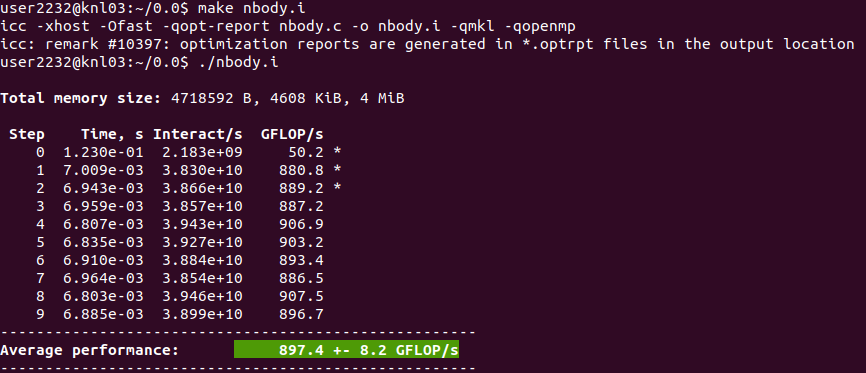 user2232@knl03:~/0.0$ make nbody.i
icc -xhost -Ofast -qopt-report nbody.c -o nbody.i -qmkl -qopenmp
icc: remark #10397: optimization reports are generated in *.optrpt files in the output location
user2232@knl03:~/0.0$ ./nbody.i
Total memory size: 4718592 B, 4608 KiB, 4 MiB
Step Time, s Interact/s GFLOP/s
0 1.230e-01 2.183e+09 50.2 *
1 7.009e-03 3.830e+10 880.8 *
2 6.943e-03 3.866e+10 889.2 *
3 6.959e-03 3.857e+10 887.2
4 6.807e-03 3.943e+10 906.9
5 6.835e-03 3.927e+10 903.2
6 6.910e-03 3.884e+10 893.4
7 6.964e-03 3.854e+10 886.5
8 6.803e-03 3.946e+10 907.5
9 6.885e-03 3.899e+10 896.7
-----------------------------------------------------
Average performance: 897.4 +- 8.2 GFLOP/s
-----------------------------------------------------